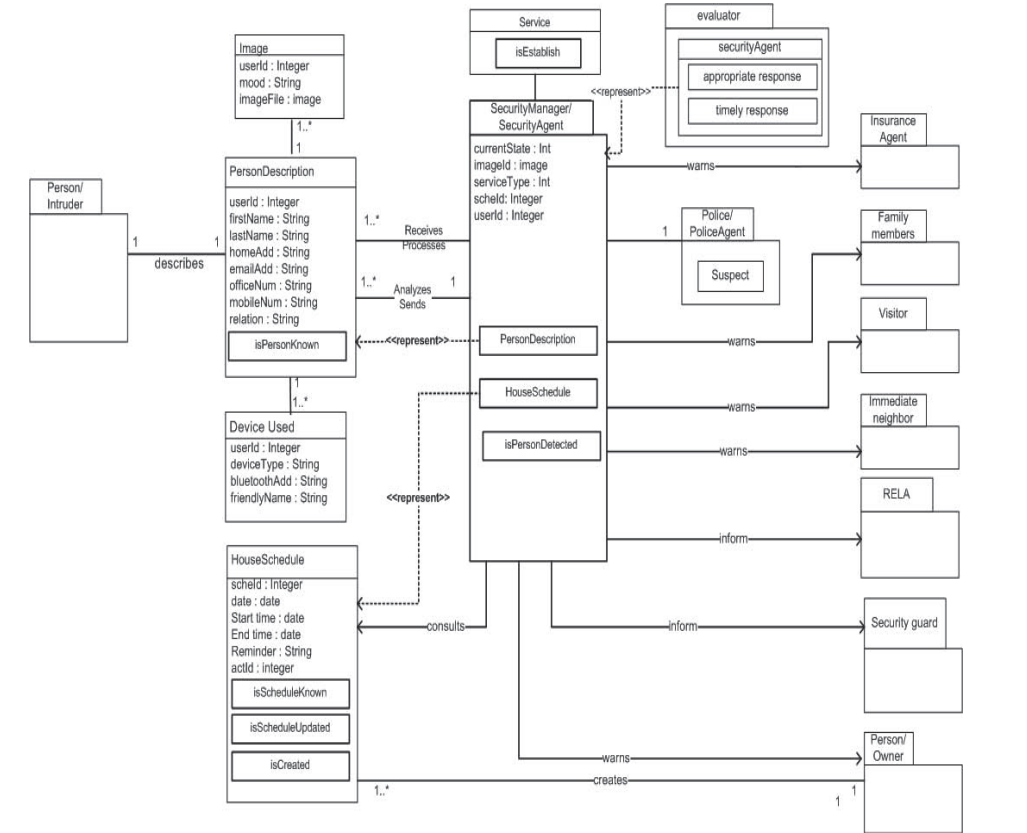 Service
isEstablish
evaluator
securityAgent
appropriate response
timely response
<<represent>>
Image
userId : Integer
mood : String
imageFile : image
1..*
1
PersonDescription
userId : Integer
firstName : String
lastName : String
homeAdd : String
emailAdd : String
officeNum : String
mobileNum : String
relation : String
isPersonKnown
Person/
Intruder
1
1
describes
SecurityManager/
SecurityAgent
currentState : Int
imageId : image
serviceType : Int
scheId: Integer
userId : Integer
PersonDescription
HouseSchedule
isPersonDetected
1..*
Receives
Processes
1..*
1
Analyzes
Sends
<<represent>>
<<represent>>
1
1..*
Device Used
userId : Integer
deviceType : String
bluetoothAdd : String
friendlyName : String
HouseSchedule
scheId : Integer
date : date
Start time : date
End time : date
Reminder : String
actId : integer
isScheduleKnown
isScheduleUpdated
isCreated
consults
warns
Insurance
Agent
1
Police/
PoliceAgent
Suspect
Family
members
warns
Visitor
warns
Immediate
neighbor
warns
RELA
inform
Security guard
inform
Person/
Owner
warns
creates
1..*
1
1